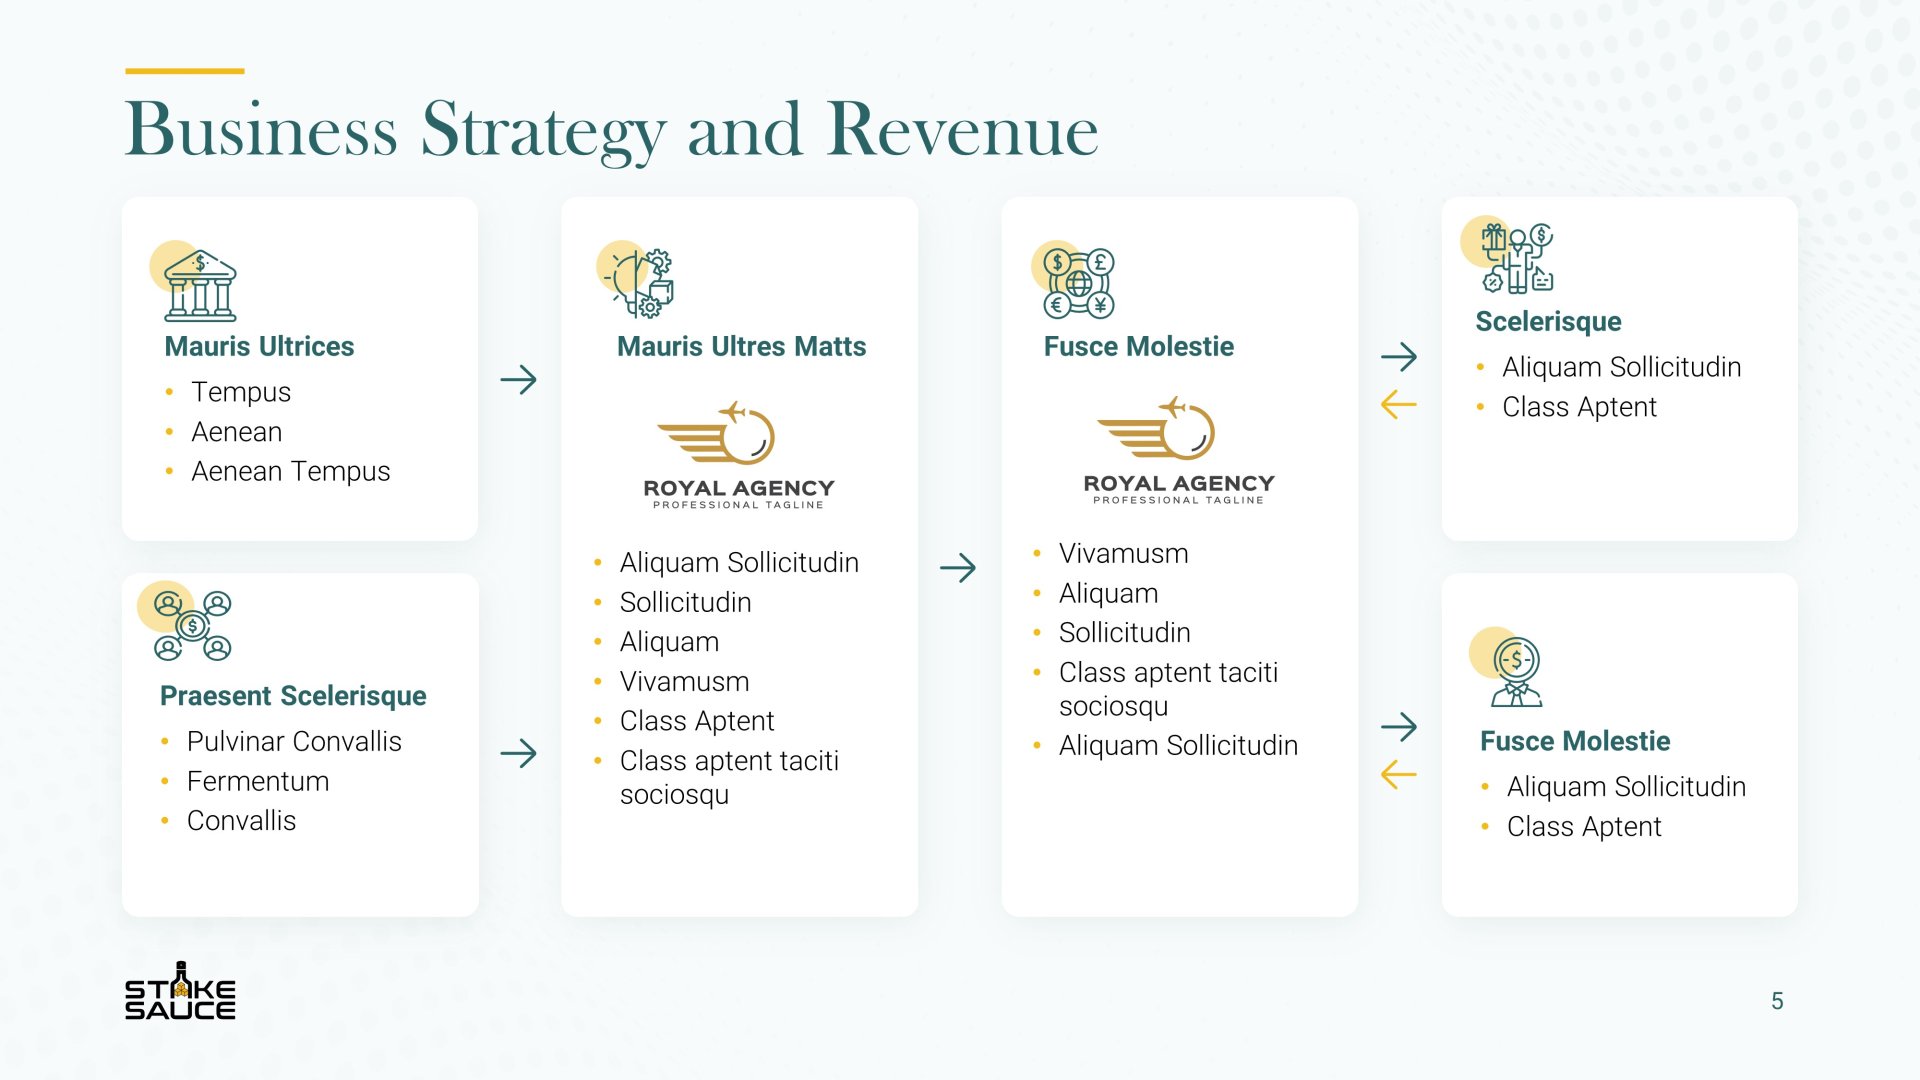 Business Strategy and Revenue
Mauris Ultrices
• Tempus
• Aenean
• Aenean Tempus
Praesent Scelerisque
• Pulvinar Convallis
• Fermentum
• Convallis
Mauris Ultres Matts
ROYAL AGENCY
PROFESSIONAL TAGLINE
• Aliquam Sollicitudin
• Sollicitudin
• Aliquam
• Vivamusm
• Class Aptent
• Class aptent taciti
sociosqu
Fusce Molestie
ROYAL AGENCY
PROFESSIONAL TAGLINE
• Vivamusm
• Aliquam
• Sollicitudin
• Class aptent taciti
sociosqu
• Aliquam Sollicitudin
Scelerisque
• Aliquam Sollicitudin
• Class Aptent
Fusce Molestie
• Aliquam Sollicitudin
• Class Aptent
STAKE
SAUCE
5